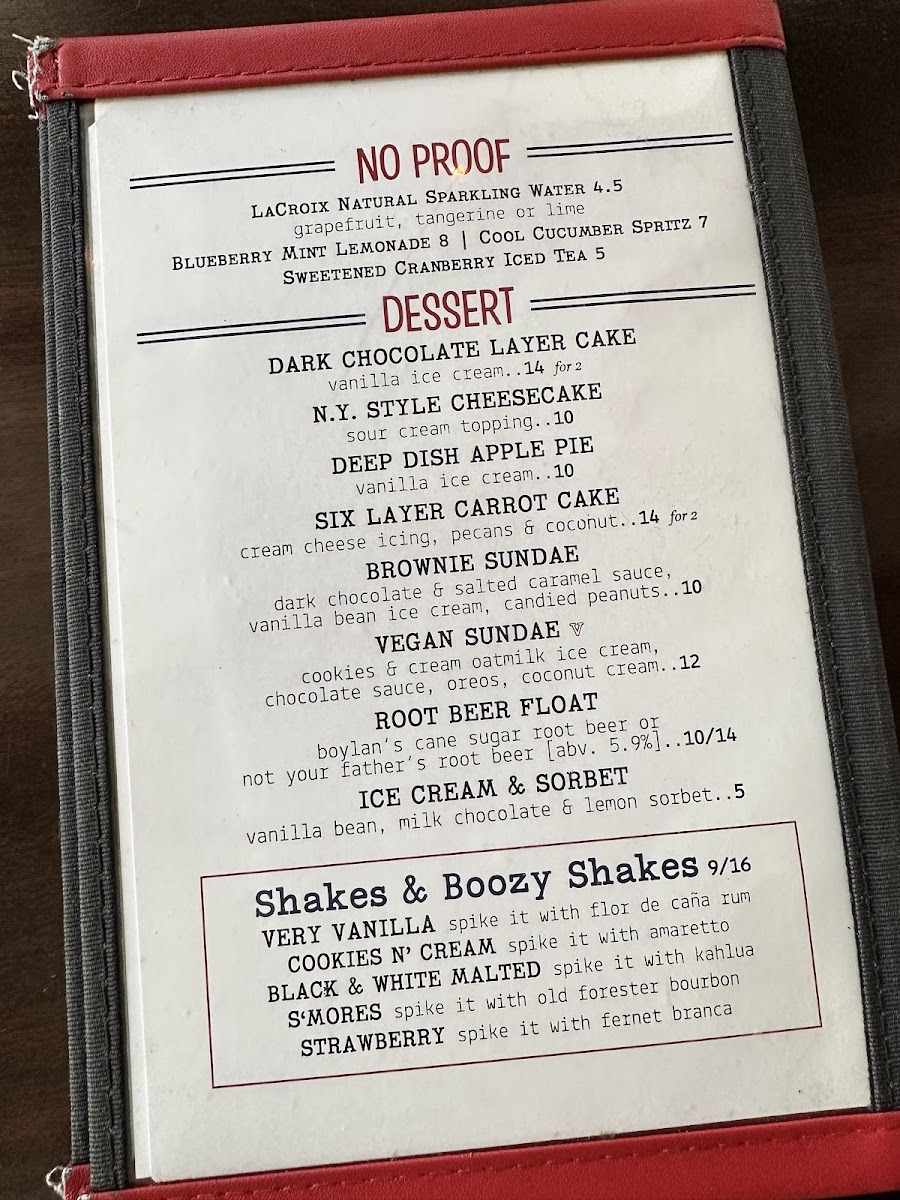 NO PROOF
LaCroix Natural Sparkling Water 4.5
grapefruit, tangerine or lime
Blueberry Mint Lemonade 8 | Cool Cucumber Spritz 7
Sweetened Cranberry Iced Tea 5
DESSERT
DARK CHOCOLATE LAYER CAKE
vanilla ice cream..14 for 2
N.Y. STYLE CHEESECAKE
sour cream topping..10
DEEP DISH APPLE PIE
vanilla ice cream..10
SIX LAYER CARROT CAKE
cream cheese icing, pecans & coconut..14 for 2
BROWNIE SUNDAE
dark chocolate & salted caramel sauce,
vanilla bean ice cream, candied peanuts..10
VEGAN SUNDAE V
cookies & cream oatmilk ice cream,
chocolate sauce, oreos, coconut cream..12
ROOT BEER FLOAT
boylan's cane sugar root beer or
not your father's root beer [abv. 5.9%]..10/14
ICE CREAM & SORBET
vanilla bean, milk chocolate & lemon sorbet..5
Shakes & Boozy Shakes 9/16
VERY VANILLA spike it with flor de caña rum
COOKIES N' CREAM spike it with amaretto
BLACK & WHITE MALTED spike it with kahlua
S'MORES spike it with old forester bourbon
STRAWBERRY spike it with fernet branca